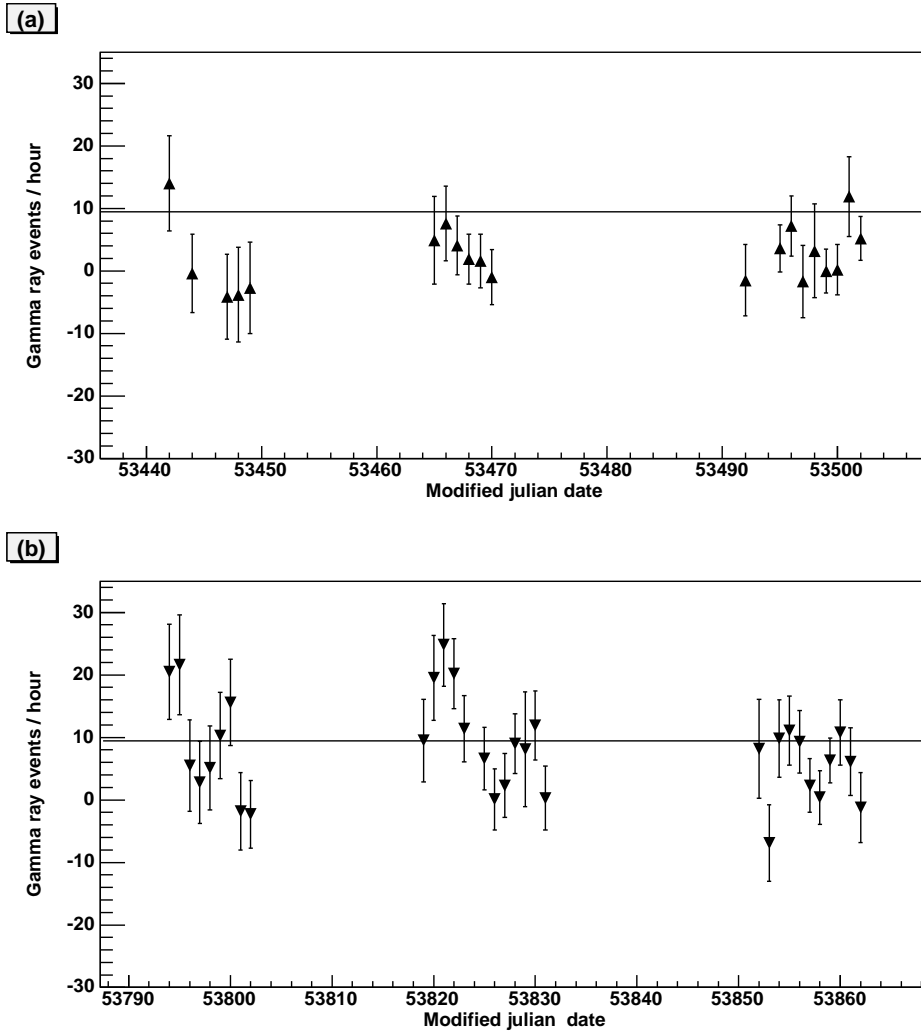 (a)
Gamma ray events / hour
30
20
10
0
-10
-20
-30
53440 53450 53460 53470 53480 53490 53500
Modified julian date
(b)
Gamma ray events / hour
30
20
10
0
-10
-20
-30
53790 53800 53810 53820 53830 53840 53850 53860
Modified julian date